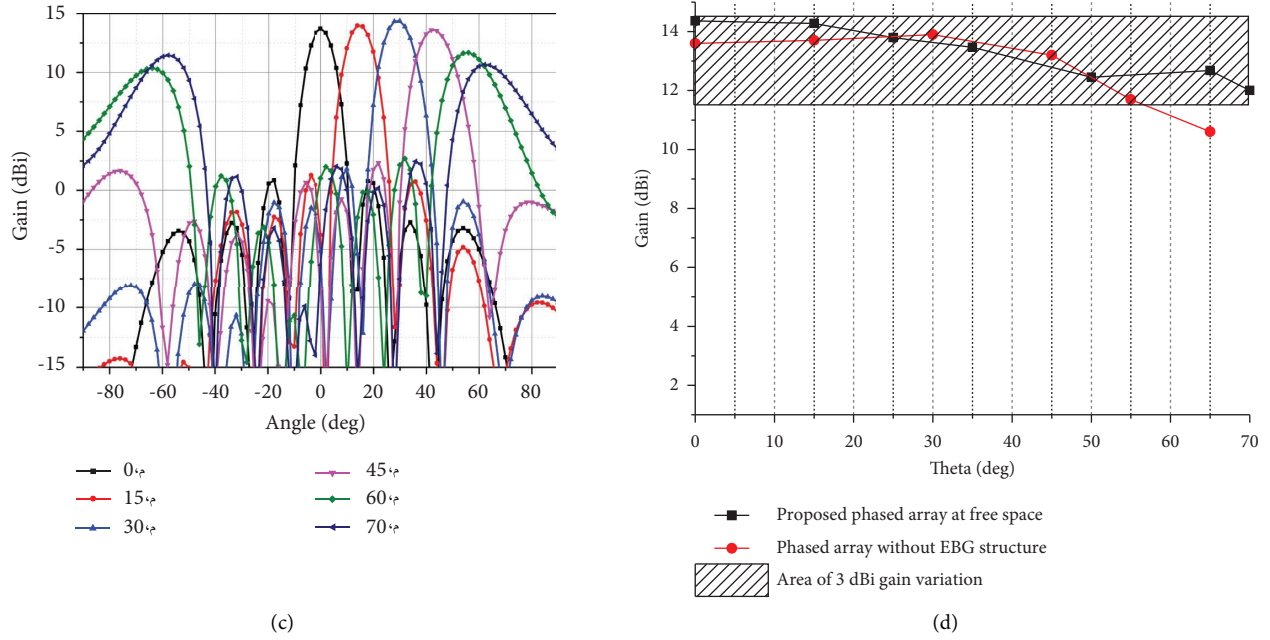 15
10
5
0
-5
-10
-15
Gain (dBi)
-80 -60 -40 -20 0 20 40 60 80
Angle (deg)
0
15
30
45
60
70
(c)
14
12
10
8
6
4
2
Gain (dBi)
0 10 20 30 40 50 60 70
Theta (deg)
Proposed phased array at free space
Phased array without EBG structure
Area of 3 dBi gain variation
(d)